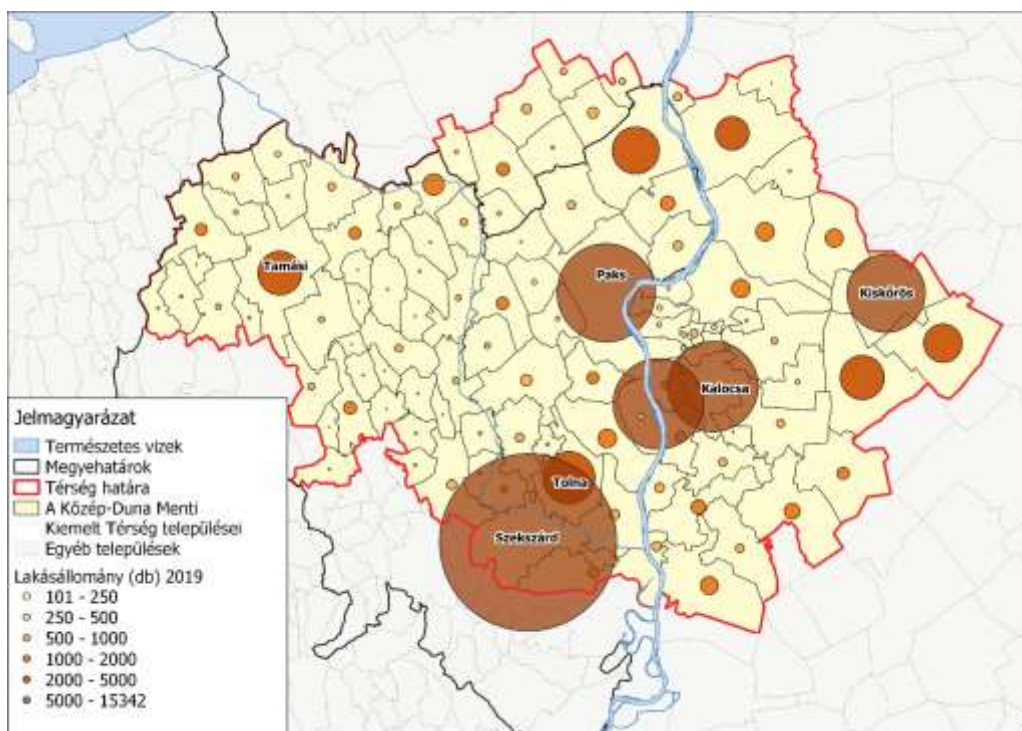 Tamási
Paks
Kiskőrös
Kalocsa
Tolna
Szekszárd
Jelmagyarázat
Természetes vizek
Megyehatárok
Térség határa
A Közép-Duna Menti
Kiemelt Térség települései
Egyéb települések
Lakásállomány (db) 2019
101 - 250
250 - 500
500 - 1000
1000 - 2000
2000 - 5000
5000 - 15342